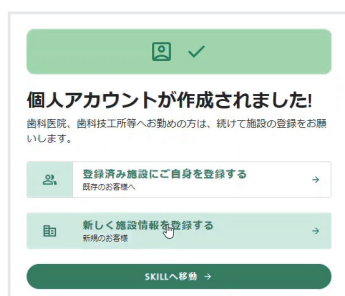 個人アカウントが作成されました!
歯科医院、歯科技工所等へお勤めの方は、続けて施設の登録をお願
いします。
登録済み施設にご自身を登録する
既存のお客様へ
新しく施設情報を登録する
新規のお客様
SKILLへ移動 →